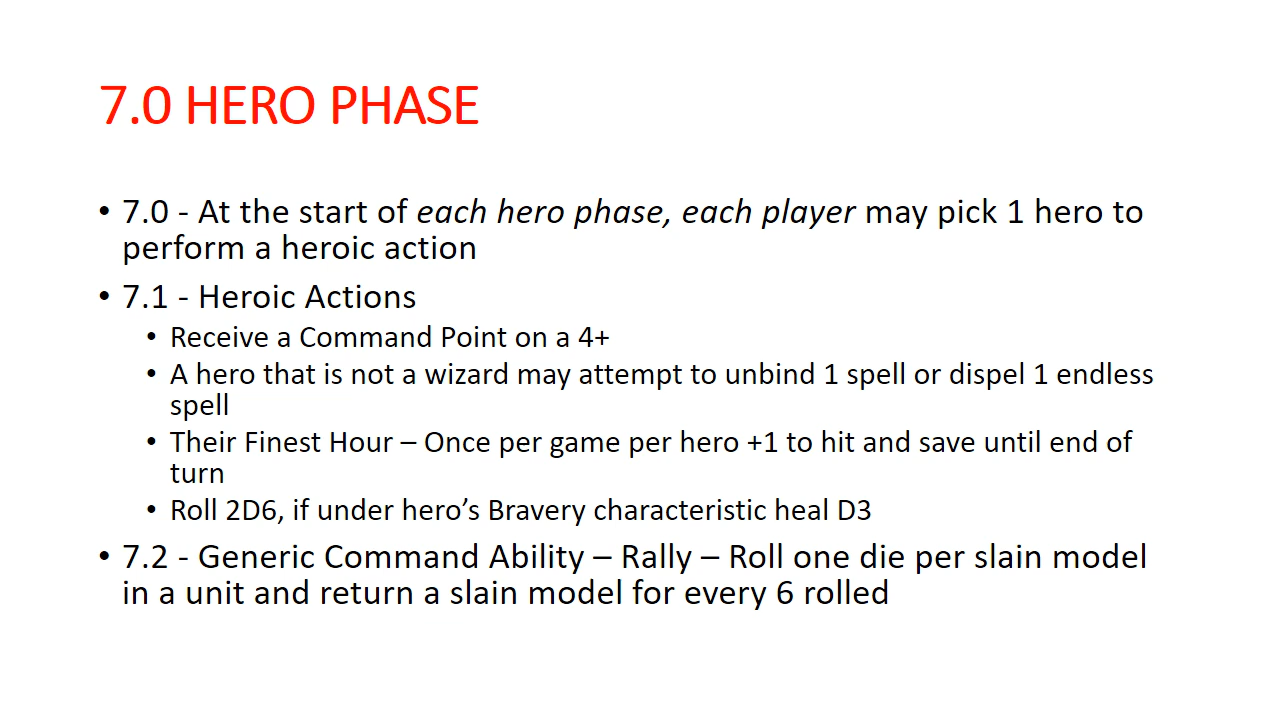 7.0 HERO PHASE
• 7.0 - At the start of each hero phase, each player may pick 1 hero to
perform a heroic action
• 7.1 - Heroic Actions
• Receive a Command Point on a 4+
• A hero that is not a wizard may attempt to unbind 1 spell or dispel 1 endless
spell
• Their Finest Hour – Once per game per hero +1 to hit and save until end of
turn
• Roll 2D6, if under hero’s Bravery characteristic heal D3
• 7.2 - Generic Command Ability – Rally – Roll one die per slain model
in a unit and return a slain model for every 6 rolled